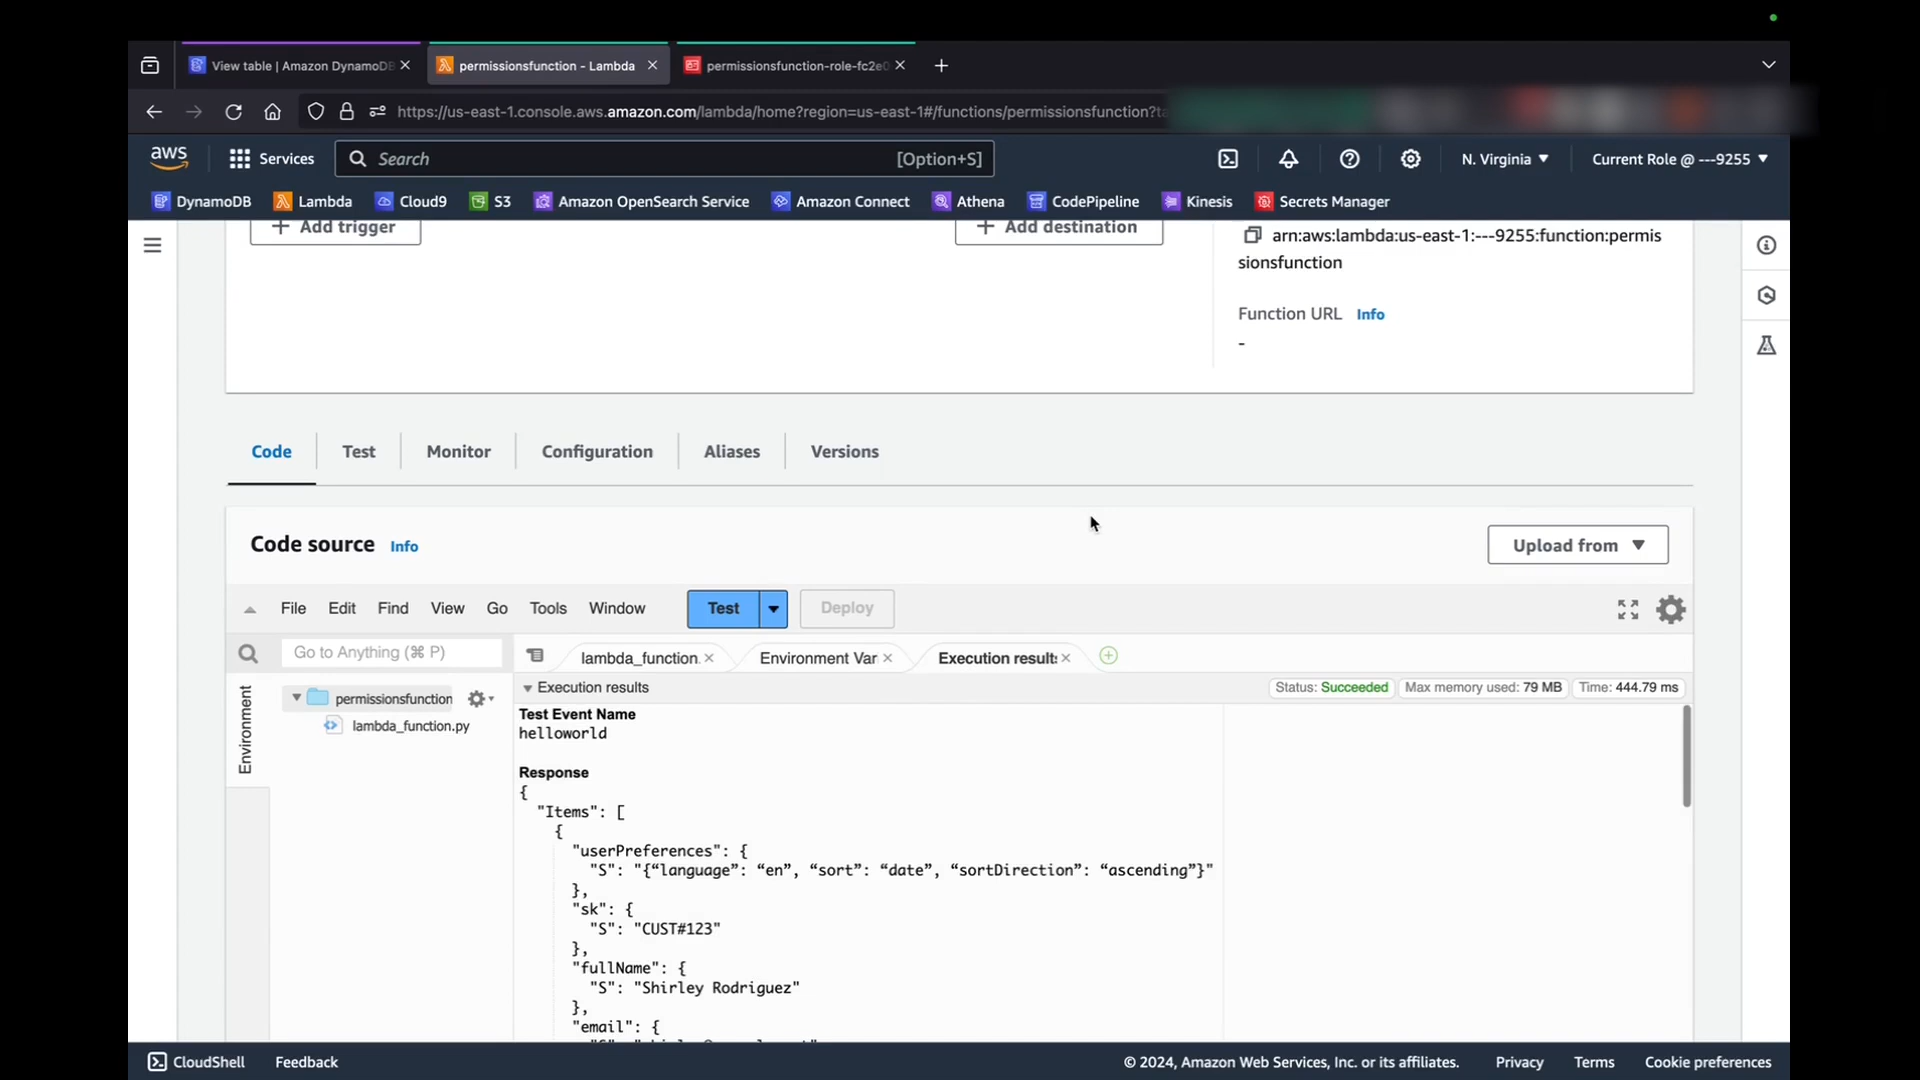 View table | Amazon DynamoDB
permissionsfunction - Lambda
permissionsfunction-role-fc2e0
https://us-east-1.console.aws.amazon.com/lambda/home?region=us-east-1#/functions/permissionsfunction?ta
aws
Services
Search
[Option+S]
N. Virginia
Current Role @ ---9255
DynamoDB
Lambda
Cloud9
S3
Amazon OpenSearch Service
Amazon Connect
Athena
CodePipeline
Kinesis
Secrets Manager
Add trigger
Add destination
arn:aws:lambda:us-east-1:---9255:function:permis
sionsfunction
Function URL Info
-
Code
Test
Monitor
Configuration
Aliases
Versions
Code source Info
Upload from
File
Edit
Find
View
Go
Tools
Window
Test
Deploy
Go to Anything (⌘ P)
lambda_function.
Environment Var
Execution results
Environment
permissionsfunction
lambda_function.py
Execution results
Status: Succeeded
Max memory used: 79 MB
Time: 444.79 ms
Test Event Name
helloworld
Response
{
"Items": [
{
"userPreferences": {
"S": "{“language”: “en”, “sort”: “date”, “sortDirection”: “ascending”}"
},
"sk": {
"S": "CUST#123"
},
"fullName": {
"S": "Shirley Rodriguez"
},
"email": {
CloudShell
Feedback
© 2024, Amazon Web Services, Inc. or its affiliates.
Privacy
Terms
Cookie preferences